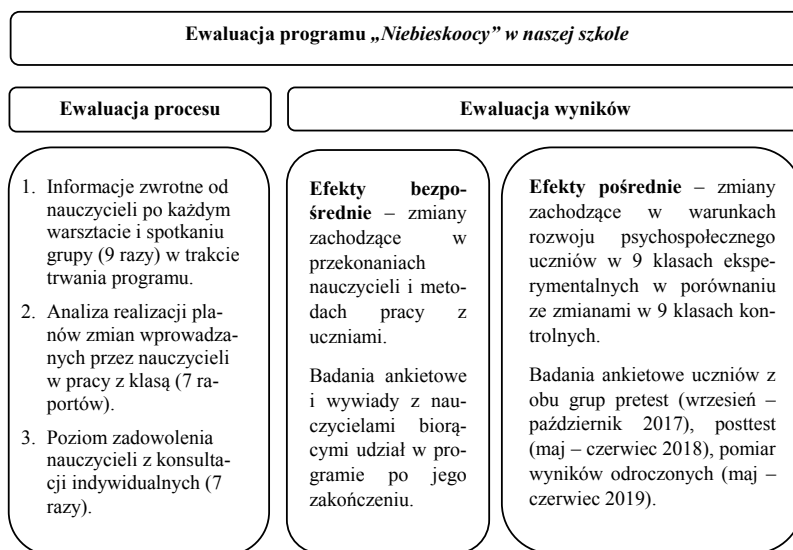 Ewaluacja programu „Niebieskoocy” w naszej szkole
Ewaluacja procesu
Ewaluacja wyników
1. Informacje zwrotne od
nauczycieli po każdym
warsztacie i spotkaniu
grupy (9 razy) w trakcie
trwania programu.
2. Analiza realizacji pla-
nów zmian wprowadza-
nych przez nauczycieli
w pracy z klasą (7 ra-
portów).
3. Poziom zadowolenia
nauczycieli z konsulta-
cji indywidualnych (7
razy).
Efekty bezpo-
średnie – zmiany
zachodzące w
przekonaniach
nauczycieli i meto-
dach pracy z
uczniami.
Badania ankietowe
i wywiady z nau-
czycielami biorą-
cymi udział w pro-
gramie po jego
zakończeniu.
Efekty pośrednie – zmiany
zachodzące w warunkach
rozwoju psychospołecznego
uczniów w 9 klasach ekspe-
rymentalnych w porównaniu
ze zmianami w 9 klasach kon-
trolnych.
Badania ankietowe uczniów z
obu grup pretest (wrzesień –
październik 2017), posttest
(maj – czerwiec 2018), pomiar
wyników odroczonych (maj –
czerwiec 2019).